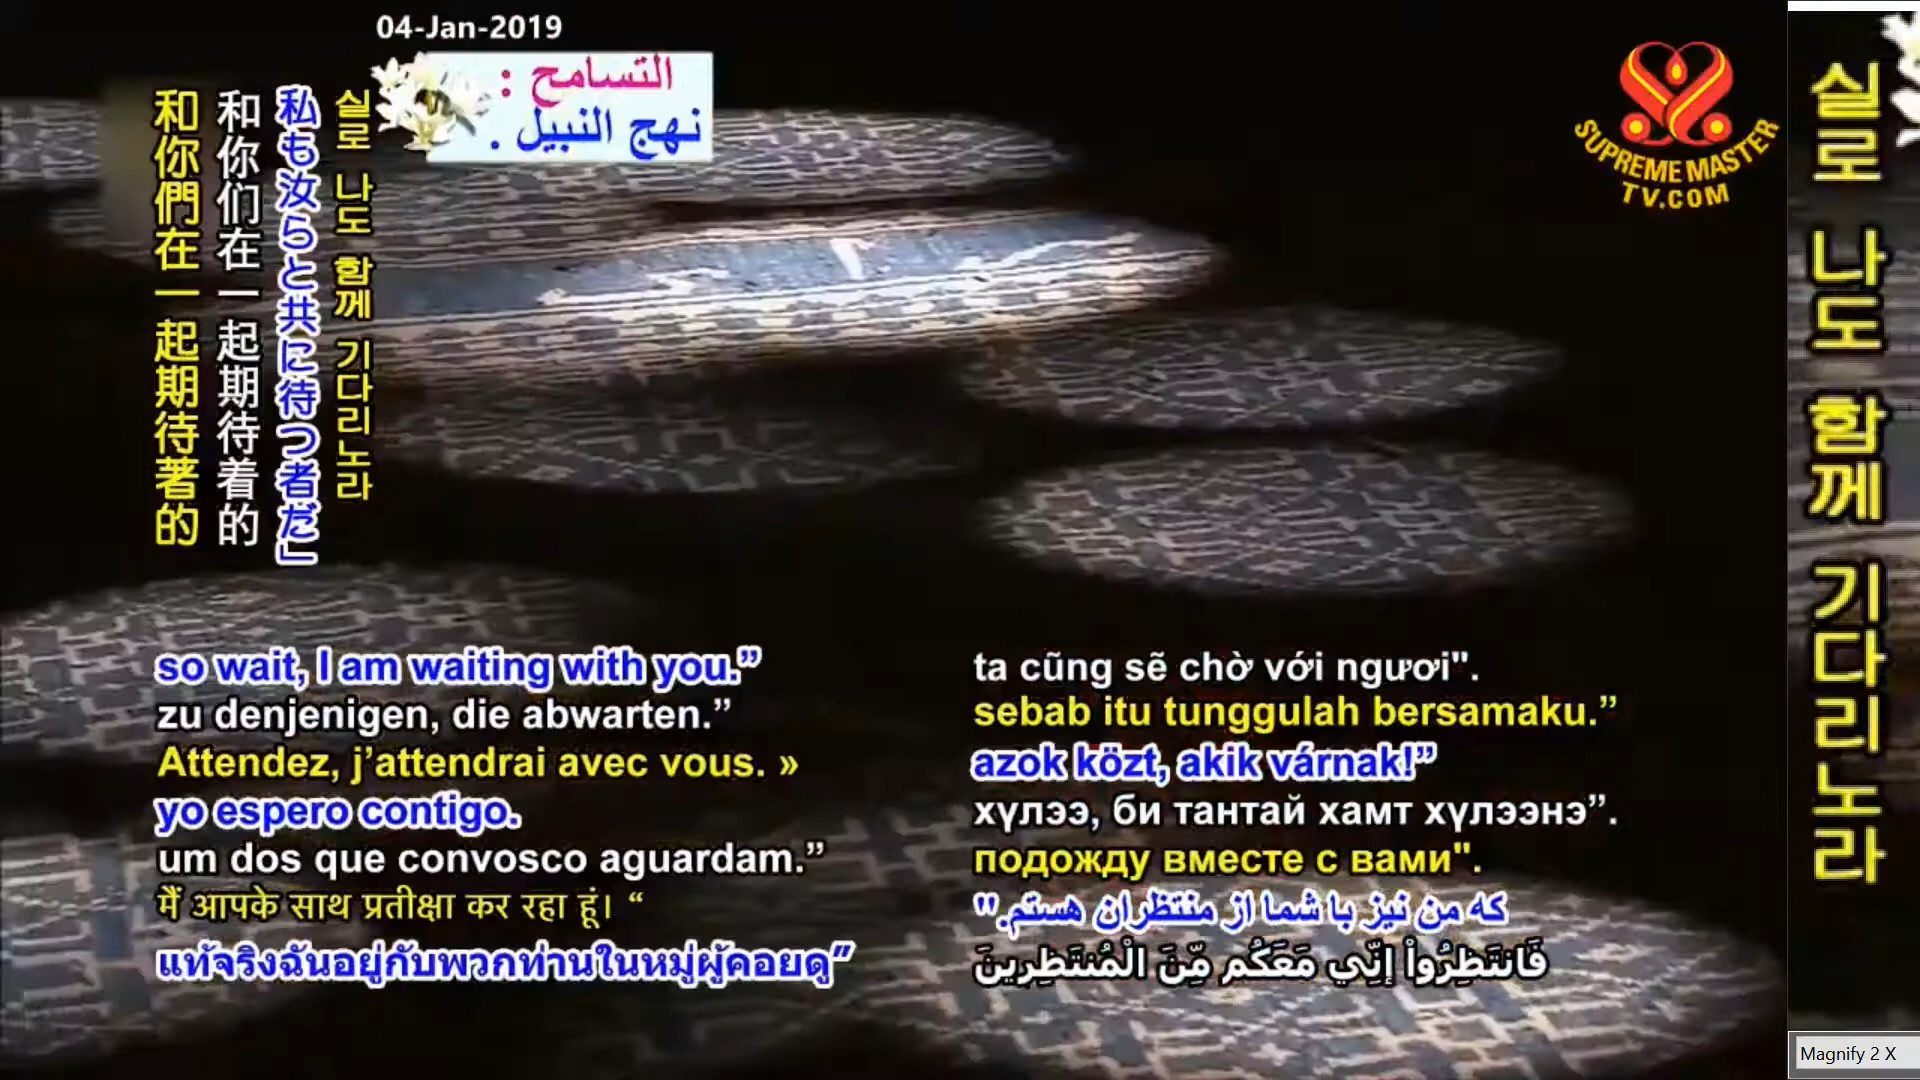 04-Jan-2019
التسامح :
نهج النبيل .
SUPREME MASTER
TV.COM
실로 나도 함께 기다리노라
私も汝らと共に待つ者だ」
和你们在一起期待着的
和你們在一起期待著的
so wait, I am waiting with you.”
zu denjenigen, die abwarten.”
Attendez, j’attendrai avec vous. »
yo espero contigo.
um dos que convosco aguardam.”
मैं आपके साथ प्रतीक्षा कर रहा हूं। “
แท้จริงฉันอยู่กับพวกท่านในหมู่ผู้คอยดู”
ta cũng sẽ chờ với ngươi".
sebab itu tunggulah bersamaku.”
azok közt, akik várnak!”
хүлээ, би тантай хамт хүлээнэ”.
подожду вместе с вами".
که من نیز با شما از منتظران هستم."
فَانتَظِرُواْ إِنِّي مَعَكُم مِّنَ الْمُنتَظِرِينَ
실로 나도 함께 기다리노라
Magnify 2 X